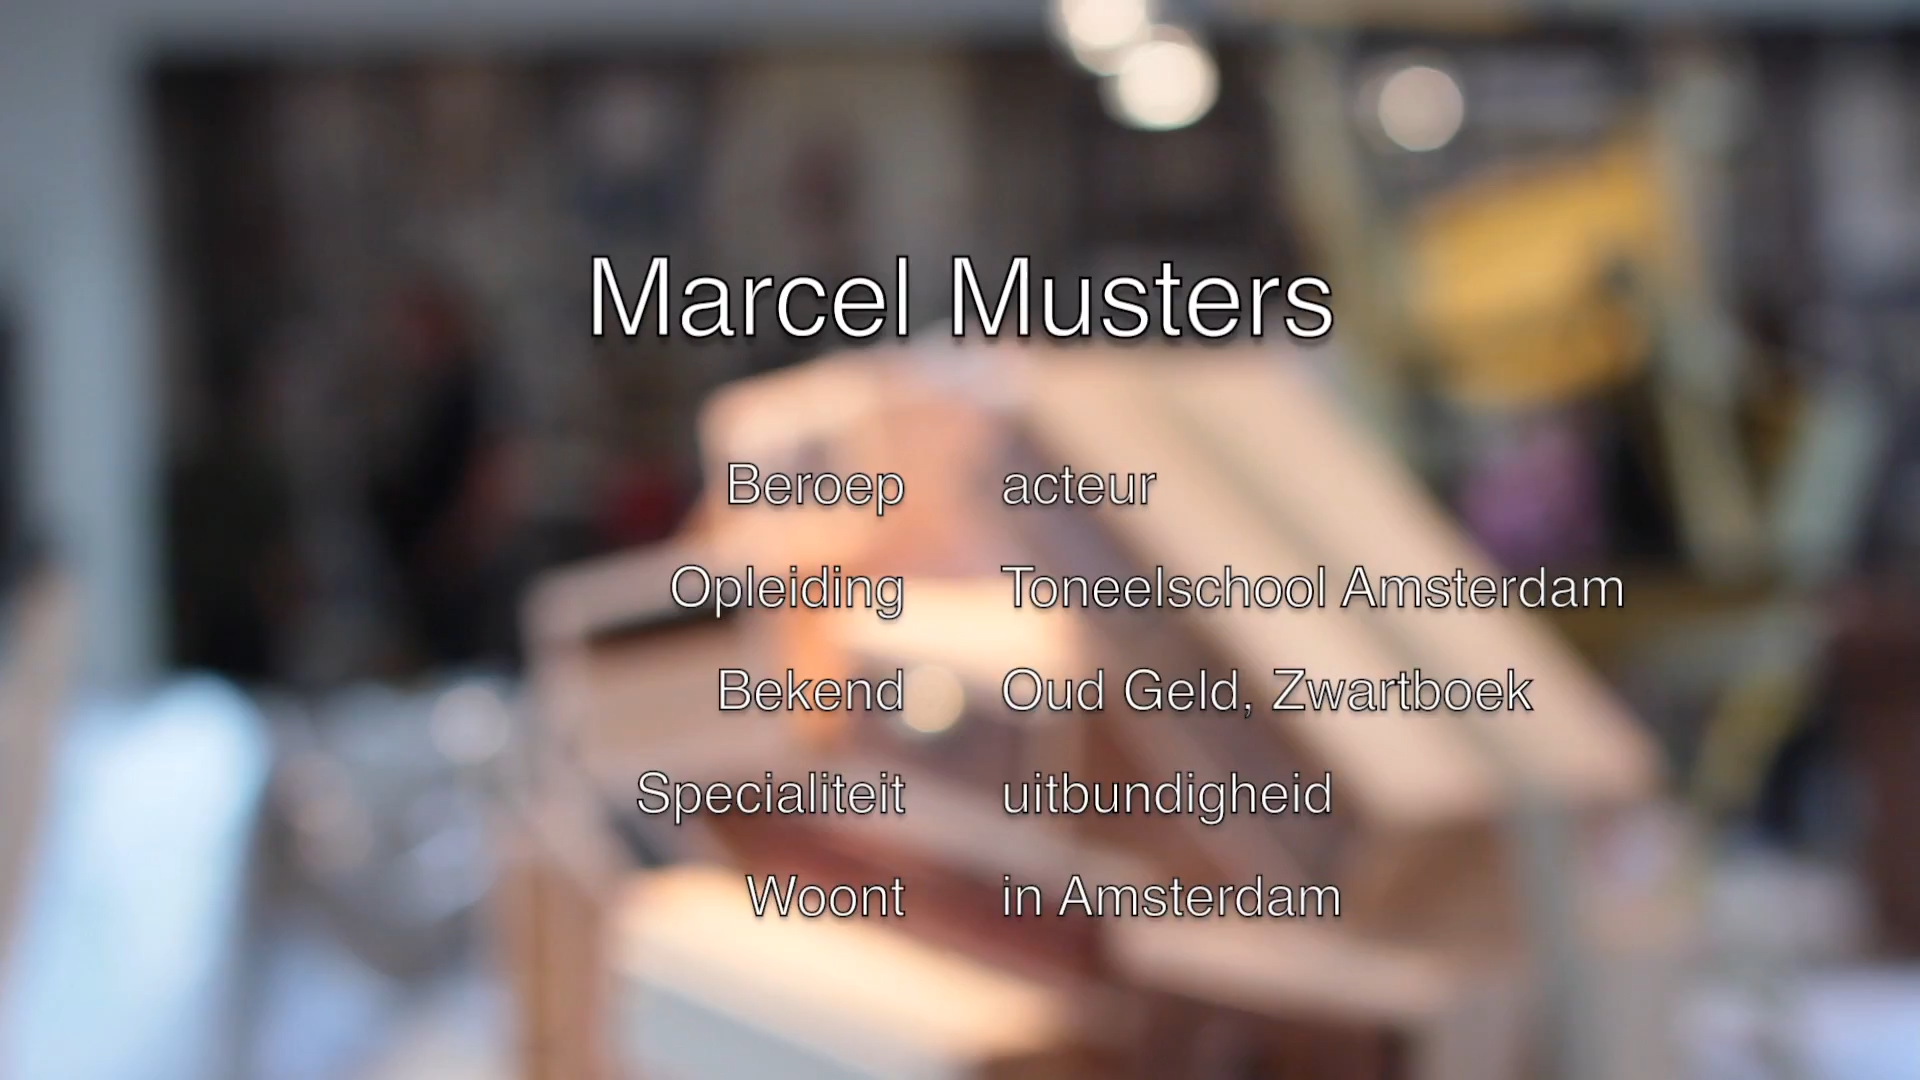 Marcel Musters
Beroep acteur
Opleiding Toneelschool Amsterdam
Bekend Oud Geld, Zwartboek
Specialiteit uitbundigheid
Woont in Amsterdam